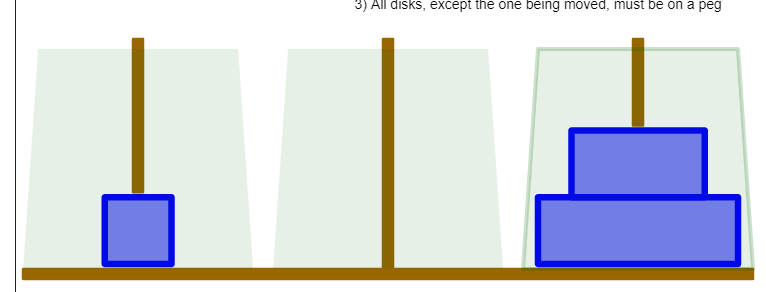 3) All disks, except the one being moved, must be on a peg